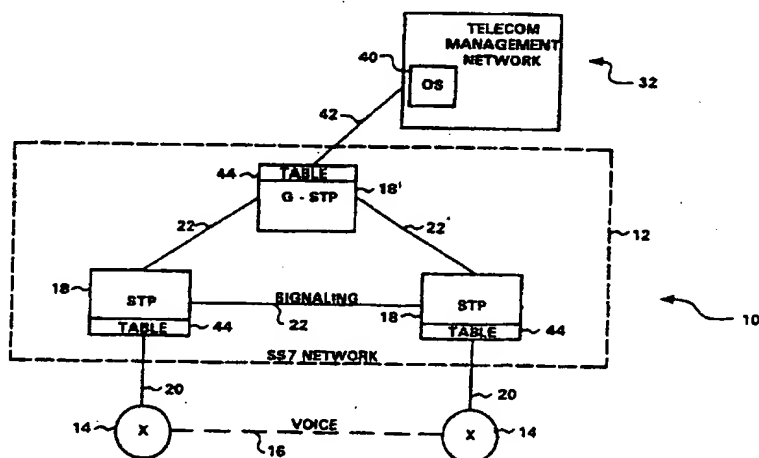 TELECOM
MANAGEMENT
NETWORK
40
OS
32
42
44
TABLE
G - STP
18'
22
22'
12
18
STP
SIGNALING
STP
18
TABLE
44
22
TABLE
44
10
SS7 NETWORK
20
20
14
X
VOICE
X
14
16